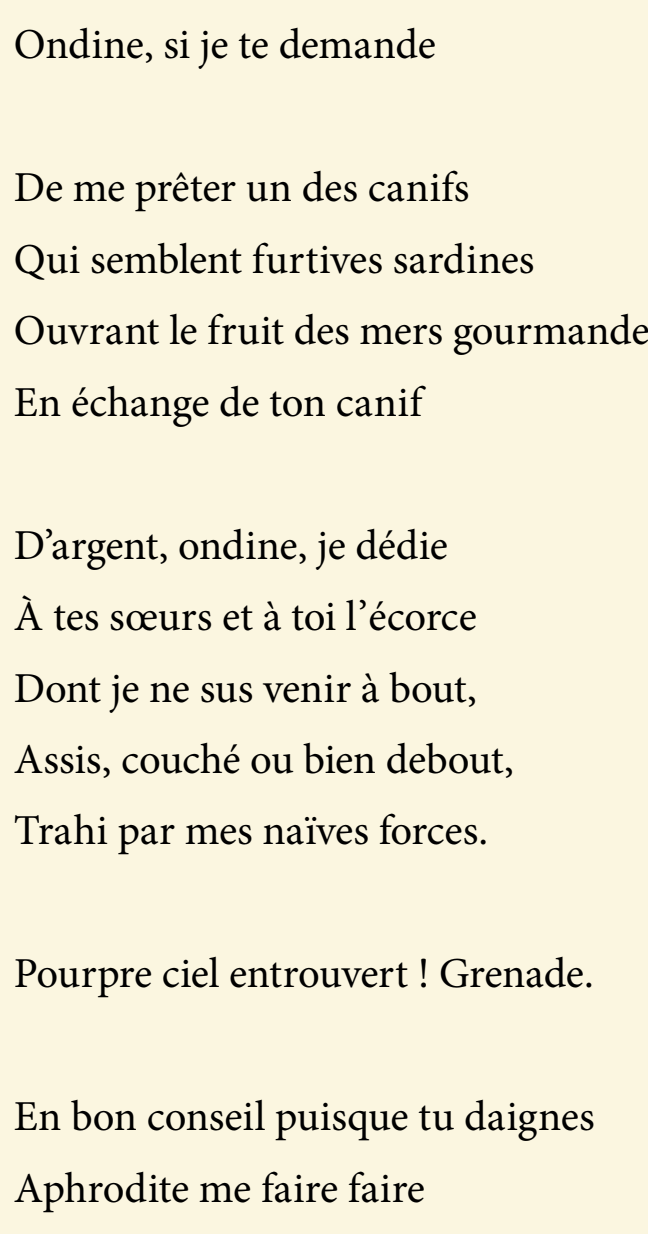 Ondine, si je te demande
De me prêter un des canifs
Qui semblent furtives sardines
Ouvrant le fruit des mers gourmande
En échange de ton canif
D’argent, ondine, je dédie
À tes sœurs et à toi l’écorce
Dont je ne sus venir à bout,
Assis, couché ou bien debout,
Trahi par mes naïves forces.
Pourpre ciel entrouvert ! Grenade.
En bon conseil puisque tu daignes
Aphrodite me faire faire